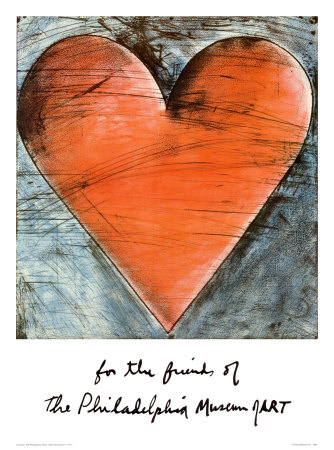 for the friends of
The Philadelphia Museum of ART